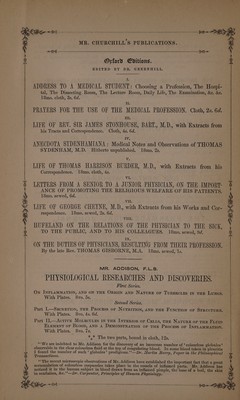 MR. CHURCHILL'S PUBLICATIONS.
Oxford Editions.
EDITED BY DR. GREENHILL.
I.
ADDRESS TO A MEDICAL STUDENT: Choosing a Profession, The Hospi-
tal, The Dissecting Room, The Lecture Room, Daily Life, The Examination, &c. &c.
18mo. cloth, 2s. 6d.
II.
PRAYERS FOR THE USE OF THE MEDICAL PROFESSION. Cloth, 2s. 6d.
III.
LIFE OF REV. SIR JAMES STONHOUSE, BART., M.D., with Extracts from
his Tracts and Correspondence. Cloth, 4s. 6d.
IV.
ANECDOTA SYDENHAMIANA: Medical Notes and Observations of THOMAS
SYDENHAM, M.D. Hitherto unpublished. 18mo, 2s.
V.
LIFE OF THOMAS HARRISON BURDER, M.D., with Extracts from his
Correspondence. 18mo. cloth, 4s.
VI.
LETTERS FROM A SENIOR TO A JUNIOR PHYSICIAN, ON THE IMPORT-
ANCE OF PROMOTING THE RELIGIOUS WELFARE OF HIS PATIENTS.
18mo. sewed, 6d.
VII.
LIFE OF GEORGE CHEYNE, M.D., with Extracts from his Works and Cor-
respondence. 18mo. sewed, 2s. 6d.
VIII.
HUFELAND ON THE RELATIONS OF THE PHYSICIAN TO THE SICK,
TO THE PUBLIC, AND TO HIS COLLEAGUES. 18mo. sewed, 9d.
IX.
ON THE DUTIES OF PHYSICIANS, RESULTING FROM THEIR PROFESSION.
By the late Rev. THOMAS GISBORNE, M.A. 18mo. sewed, 1s.
MR. ADDISON, F.L.S.
PHYSIOLOGICAL RESEARCHES AND DISCOVERIES.
First Series.
On Inflammation, and on the Origin and Nature of Tubercles in the Lungs.
With Plates. 8vo. 5s.
Second Series.
Part I.—Secretion, the Process of Nutrition, and the Function of Secretion.
With Plates. 8vo.
Part II.—Active Molecules in the Interior of Cells, the Nature of the Fluid
Element of Blood, and a Demonstration of the Process of Inflammation.
With Plates. 8vo. 7s.
*** The two parts, bound in cloth, 12s.